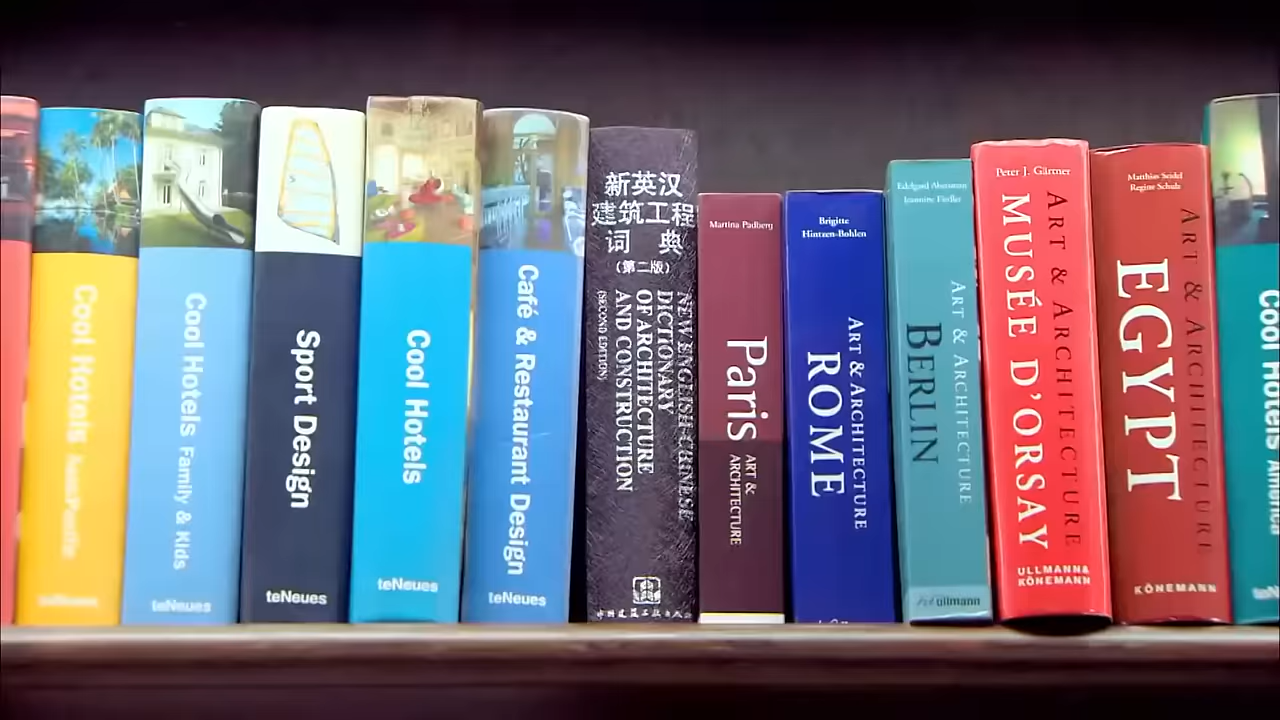 Cool Hotels
Cool Hotels Family & Kids
teNeues
Sport Design
teNeues
Cool Hotels
teNeues
Café & Restaurant Design
teNeues
新英汉
建筑工程
词 典
(第二版)
NEW ENGLISH-CHINESE
DICTIONARY
OF ARCHITECTURE
AND CONSTRUCTION
(SECOND EDITION)
Martina Padberg
Paris
ART &
ARCHITECTURE
Brigitte
Hintzen-Bohlen
ART & ARCHITECTURE
ROME
ART & ARCHITECTURE
BERLIN
ullmann
Peter J. Gärtner
ART & ARCHITECTURE
MUSÉE D'ORSAY
ULLMANN&
KÖNEMANN
Matthias Seidel
Regine Schulz
ART & ARCHITECTURE
EGYPT
KÖNEMANN
Cool Hotels America